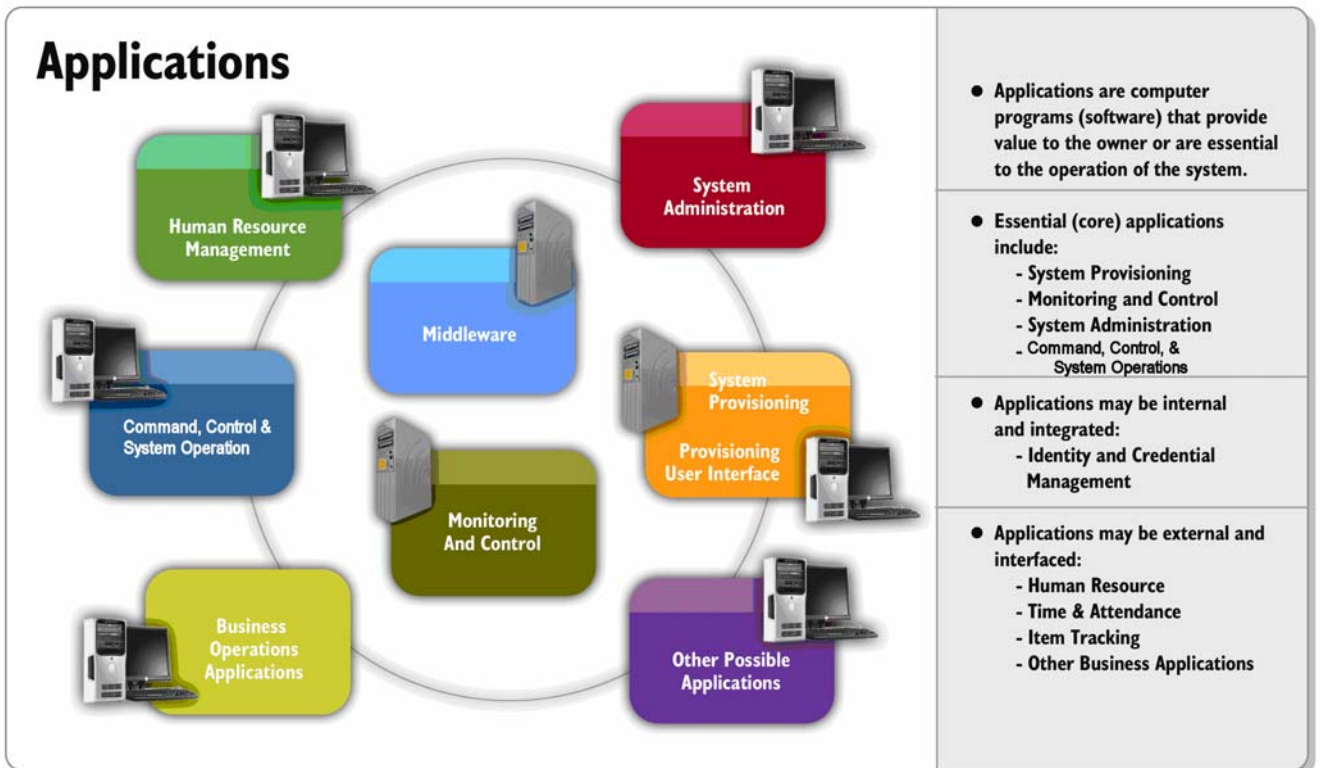 Applications
Human Resource
Management
System
Administration
Middleware
Command, Control &
System Operation
System
Provisioning
Provisioning
User Interface
Monitoring
And Control
Business
Operations
Applications
Other Possible
Applications
● Applications are computer
programs (software) that provide
value to the owner or are essential
to the operation of the system.
● Essential (core) applications
include:
- System Provisioning
- Monitoring and Control
- System Administration
- Command, Control, &
System Operations
● Applications may be internal
and integrated:
- Identity and Credential
Management
● Applications may be external and
interfaced:
- Human Resource
- Time & Attendance
- Item Tracking
- Other Business Applications